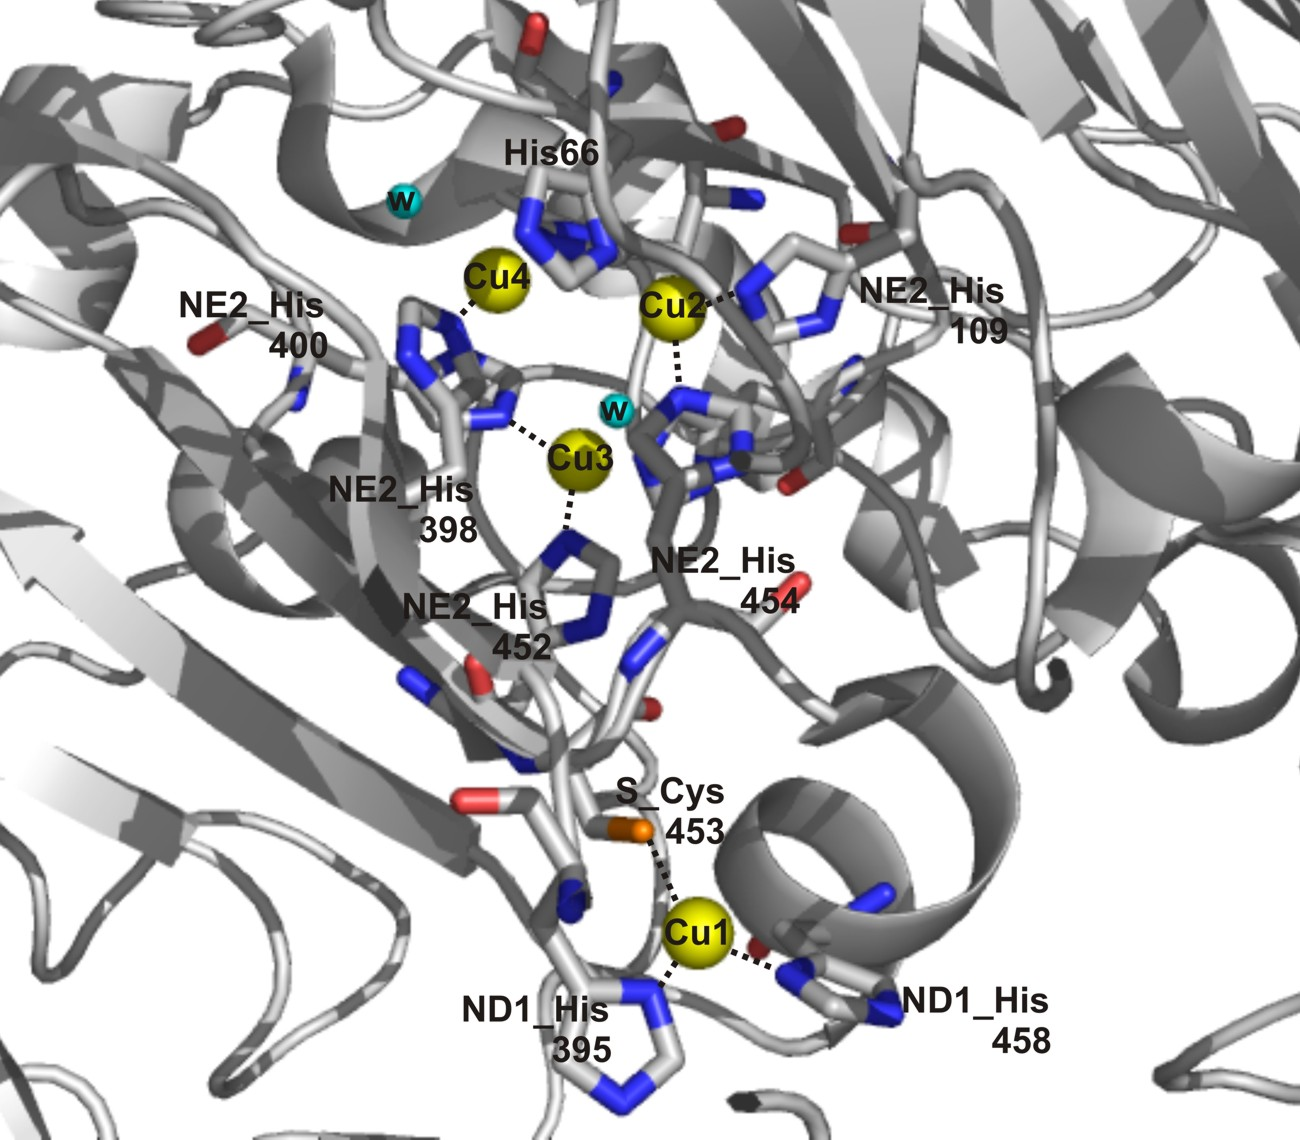 His66
w
Cu4
Cu2
NE2_His
109
NE2_His
400
w
Cu3
NE2_His
398
NE2_His
454
NE2_His
452
S_Cys
453
Cu1
ND1_His
395
ND1_His
458